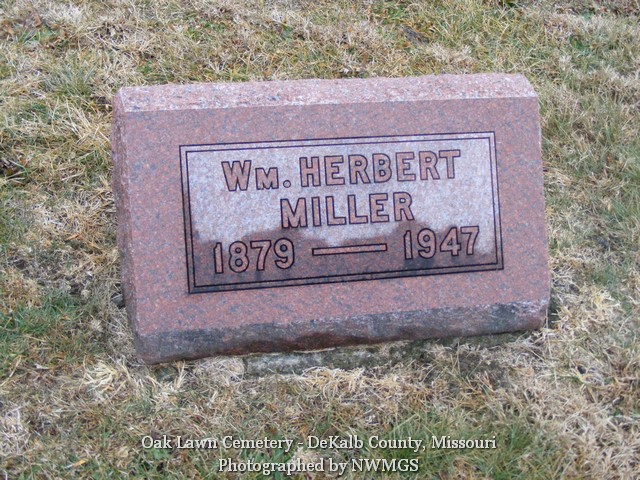 Wm. HERBERT
MILLER
1879 — 1947
Oak Lawn Cemetery - DeKalb County, Missouri
Photographed by NWMGS